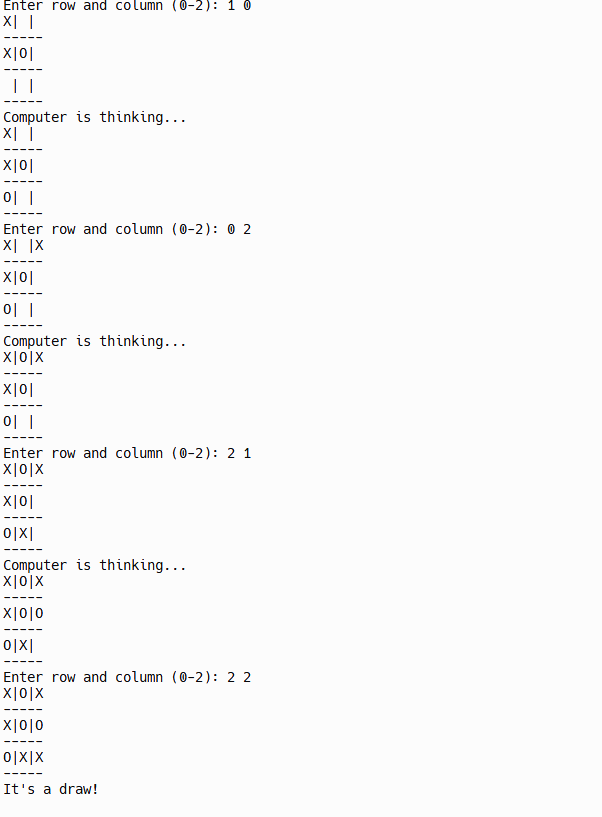 Enter row and column (0-2): 1 0
X| |
-----
X|O|
-----
 | |
-----
Computer is thinking...
X| |
-----
X|O|
-----
O| |
-----
Enter row and column (0-2): 0 2
X| |X
-----
X|O|
-----
O| |
-----
Computer is thinking...
X|O|X
-----
X|O|
-----
O| |
-----
Enter row and column (0-2): 2 1
X|O|X
-----
X|O|
-----
O|X|
-----
Computer is thinking...
X|O|X
-----
X|O|O
-----
O|X|
-----
Enter row and column (0-2): 2 2
X|O|X
-----
X|O|O
-----
O|X|X
-----
It's a draw!